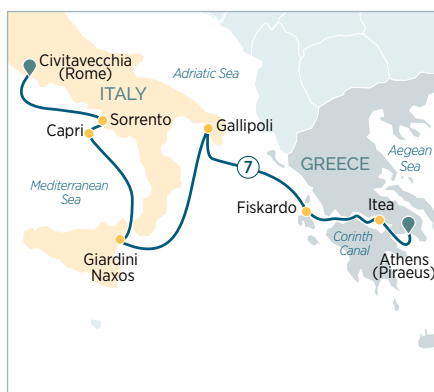 Civitavecchia
(Rome)
Adriatic Sea
ITALY
Sorrento
Capri
Gallipoli
Aegean
Sea
7
GREECE
Mediterranean
Sea
Fiskardo
Itea
Corinth
Canal
Giardini
Naxos
Athens
(Piraeus)